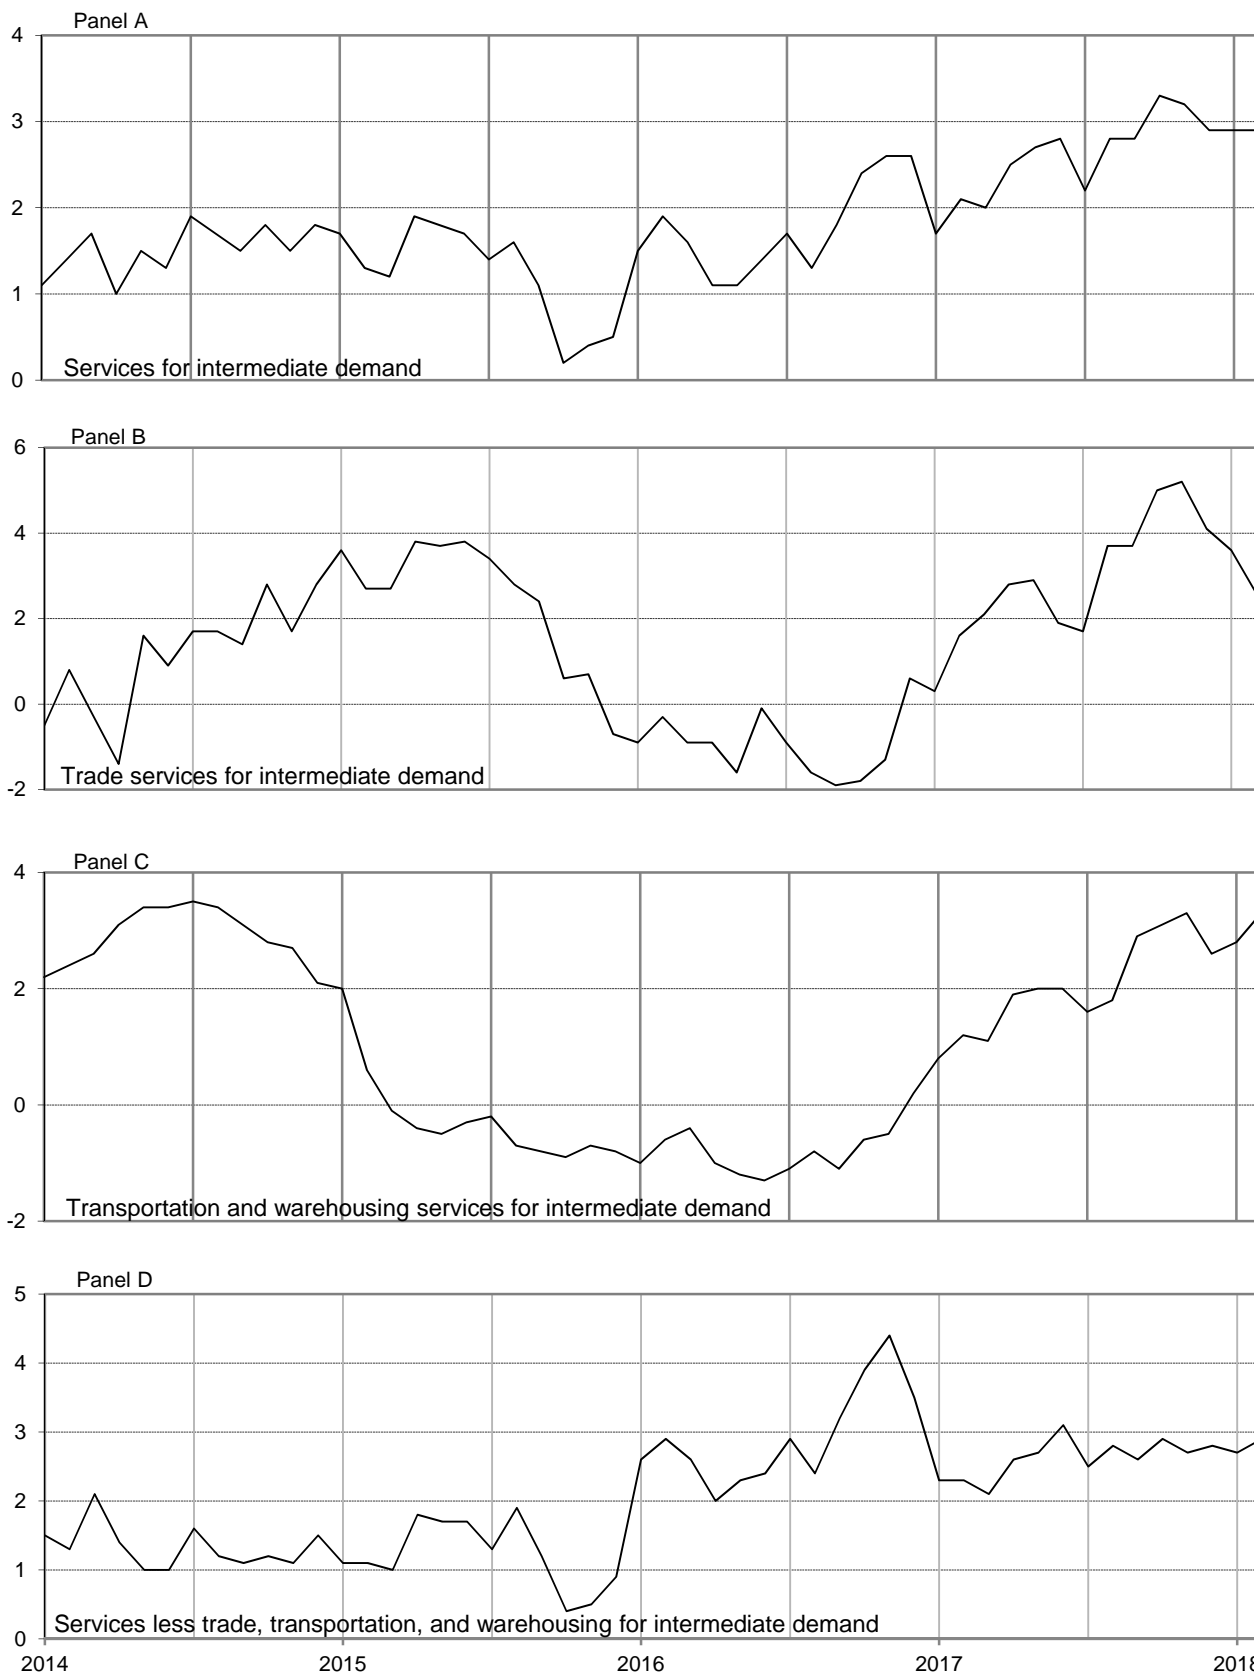 Panel A
4
3
2
1
0
Services for intermediate demand
Panel B
6
4
2
0
-2
Trade services for intermediate demand
Panel C
4
2
0
-2
Transportation and warehousing services for intermediate demand
Panel D
5
4
3
2
1
0
Services less trade, transportation, and warehousing for intermediate demand
2014 2015 2016 2017 2018